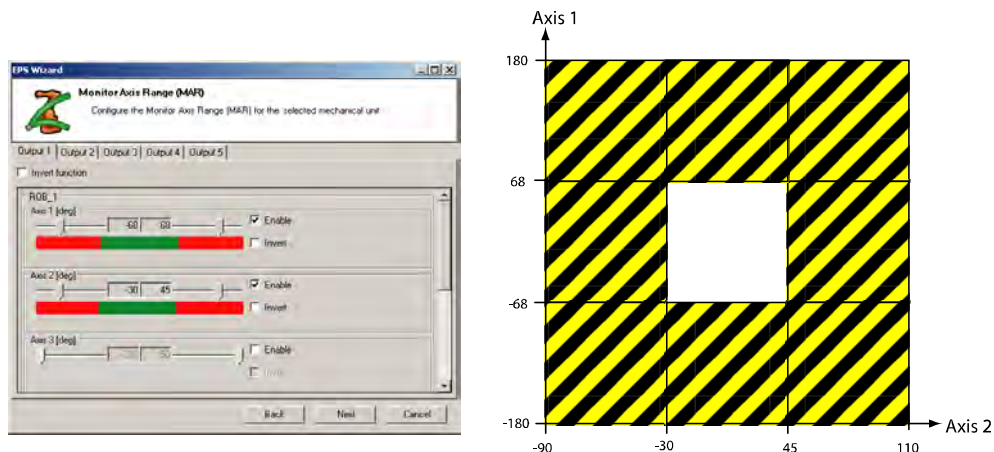 EPS Wizard
Monitor Axis Range (MAR)
Configure the Monitor Axis Range (MAR) for the selected mechanical unit
Output 1 Output 2 Output 3 Output 4 Output 5
Invert function
ROB_1
Axis 1 [deg]
Enable
Invert
Axis 2 [deg]
-30 45
Enable
Invert
Axis 3 [deg]
Enable
Back Next Cancel
Axis 1
180
68
-68
-180
-90 -30 45 110
Axis 2